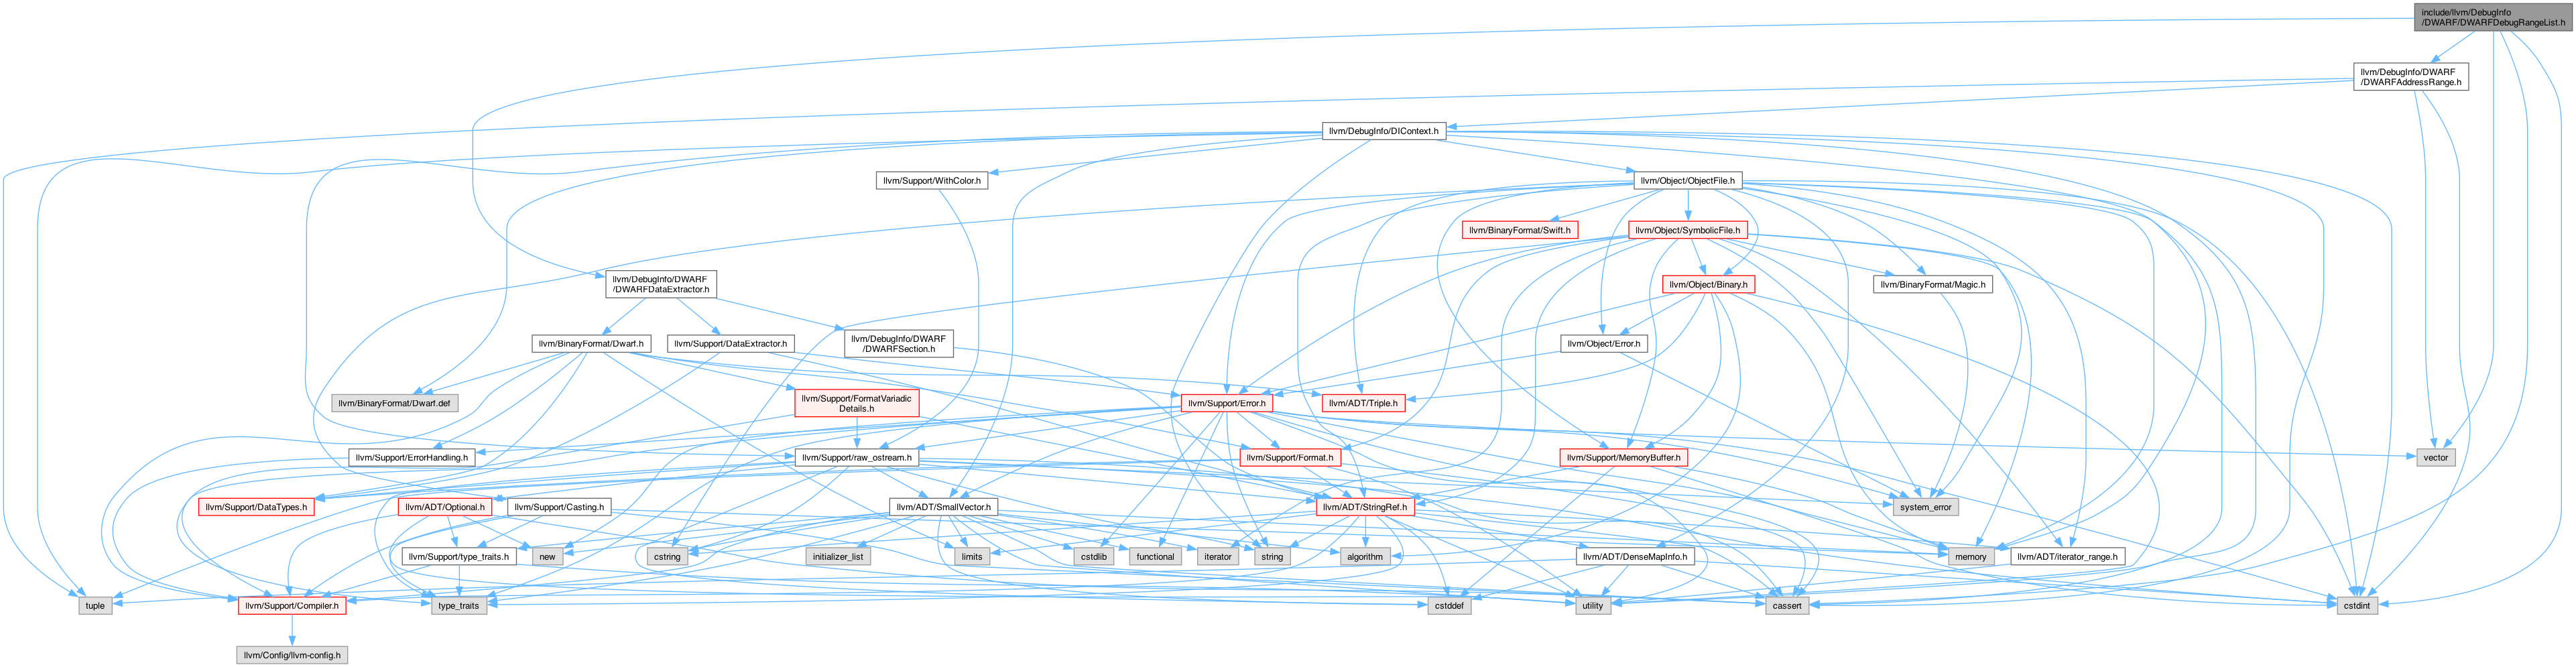 include/llvm/DebugInfo
/DWARF/DWARFDebugRangeList.h
llvm/DebugInfo/DWARF
/DWARFAddressRange.h
llvm/DebugInfo/DIContext.h
llvm/Support/WithColor.h
llvm/Object/ObjectFile.h
llvm/BinaryFormat/Swift.h
llvm/Object/SymbolicFile.h
llvm/DebugInfo/DWARF
/DWARFDataExtractor.h
llvm/Object/Binary.h
llvm/BinaryFormat/Magic.h
llvm/BinaryFormat/Dwarf.h
llvm/Support/DataExtractor.h
llvm/DebugInfo/DWARF
/DWARFSection.h
llvm/Object/Error.h
llvm/BinaryFormat/Dwarf.def
llvm/Support/FormatVariadic
Details.h
llvm/Support/Error.h
llvm/ADT/Triple.h
llvm/Support/ErrorHandling.h
llvm/Support/raw_ostream.h
llvm/Support/Format.h
llvm/Support/MemoryBuffer.h
vector
llvm/Support/DataTypes.h
llvm/ADT/Optional.h
llvm/Support/Casting.h
llvm/ADT/SmallVector.h
llvm/ADT/StringRef.h
system_error
llvm/Support/type_traits.h
new
cstring
initializer_list
limits
cstdlib
functional
iterator
string
algorithm
llvm/ADT/DenseMapInfo.h
memory
llvm/ADT/iterator_range.h
tuple
llvm/Support/Compiler.h
type_traits
cstddef
utility
cassert
cstdint
llvm/Config/llvm-config.h